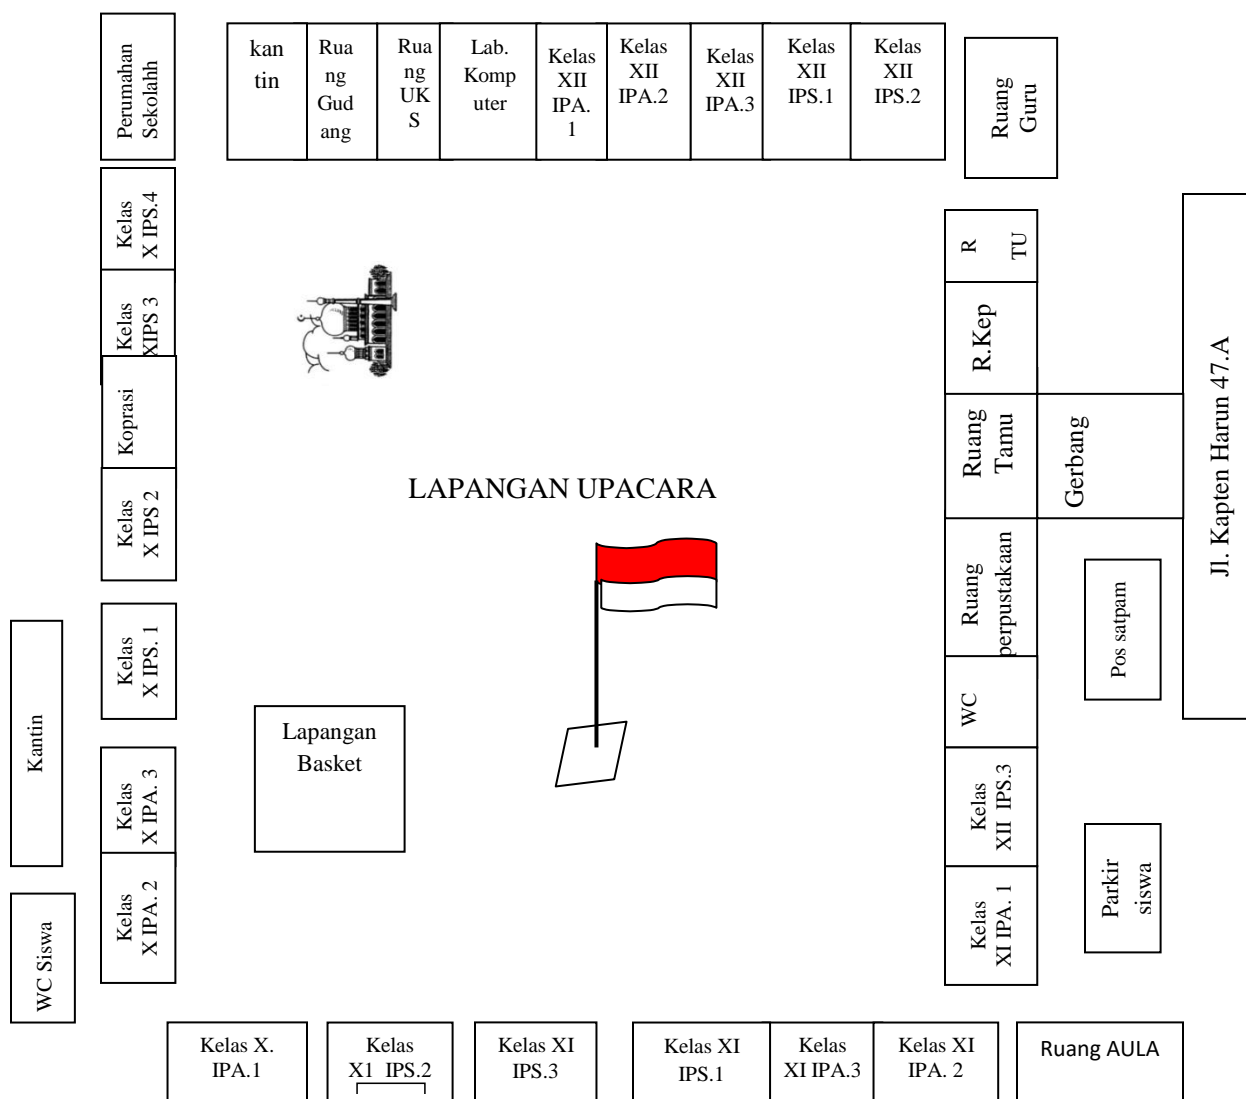 Perumahan
Sekolahh
kan
tin
Rua
ng
Gud
ang
Rua
ng
UK
S
Lab.
Komp
uter
Kelas
XII
IPA.
1
Kelas
XII
IPA.2
Kelas
XII
IPA.3
Kelas
XII
IPS.1
Kelas
XII
IPS.2
Ruang
Guru
Kelas
X IPS.4
Kelas
XIPS 3
Koprasi
Kelas
X IPS 2
Kelas
X IPS. 1
Kantin
Kelas
X IPA. 3
Kelas
X IPA. 2
WC Siswa
LAPANGAN UPACARA
Lapangan
Basket
R
TU
R.Kep
Ruang
Tamu
Gerbang
Jl. Kapten Harun 47.A
Ruang
perpustakaan
Pos satpam
WC
Kelas
XII IPS.3
Kelas
XI IPA. 1
Parkir
siswa
Kelas X.
IPA.1
Kelas
X1 IPS.2
Kelas XI
IPS.3
Kelas XI
IPS.1
Kelas
XI IPA.3
Kelas XI
IPA. 2
Ruang AULA